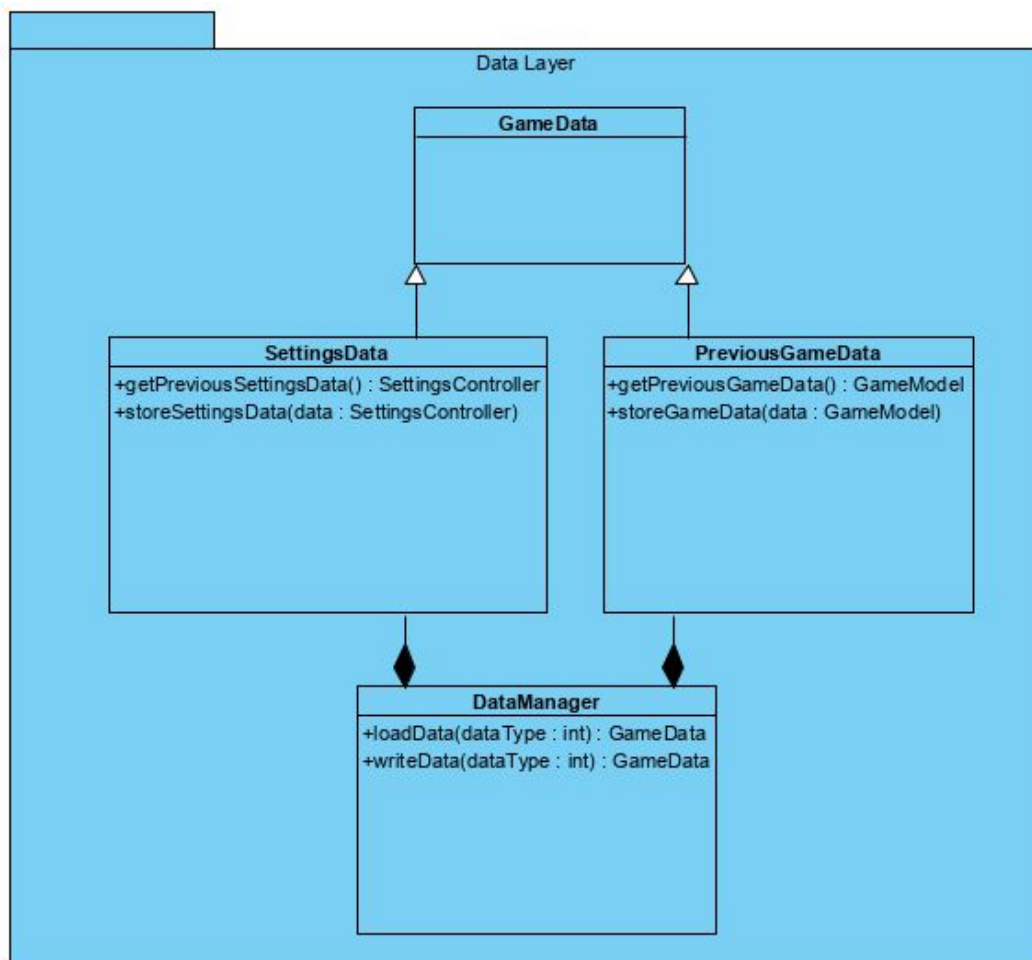 Data Layer
GameData
SettingsData
+getPreviousSettingsData() : SettingsController
+storeSettingsData(data : SettingsController)
PreviousGameData
+getPreviousGameData() : GameModel
+storeGameData(data : GameModel)
DataManager
+loadData(dataType : int) : GameData
+writeData(dataType : int) : GameData